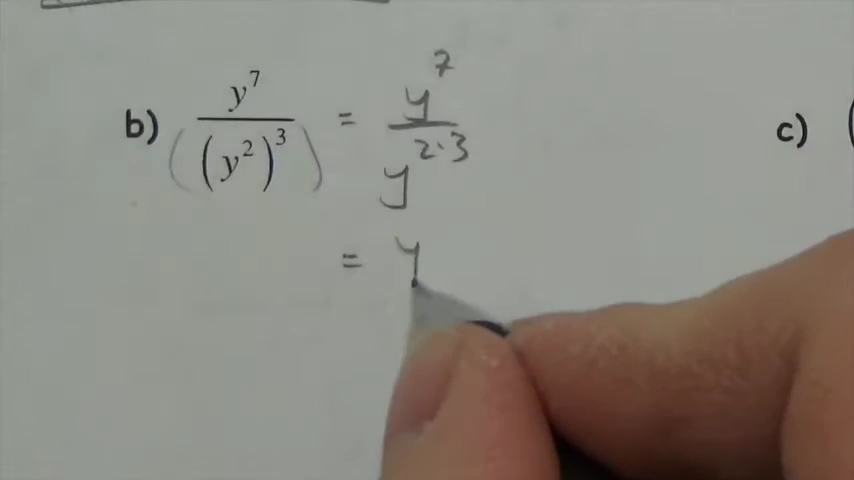 b) y^7 / ((y^2)^3) = y^7 / y^(2·3)
c) (
= y